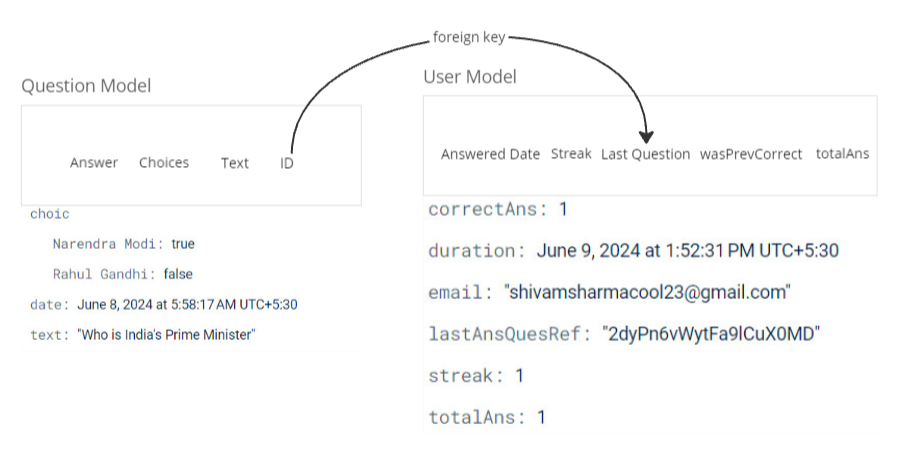 foreign key
Question Model
Answer Choices Text ID
choic
Narendra Modi: true
Rahul Gandhi: false
date: June 8, 2024 at 5:58:17 AM UTC+5:30
text: "Who is India's Prime Minister"
User Model
Answered Date Streak Last Question wasPrevCorrect totalAns
correctAns: 1
duration: June 9, 2024 at 1:52:31 PM UTC+5:30
email: "shivamsharmacool23@gmail.com"
lastAnsQuesRef: "2dyPn6vWytFa9lCuX0MD"
streak: 1
totalAns: 1